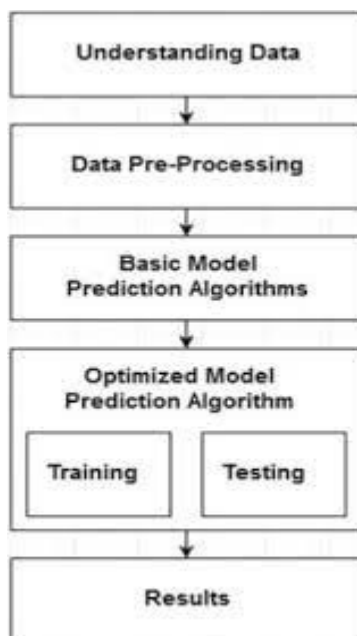 Understanding Data
Data Pre-Processing
Basic Model
Prediction Algorithms
Optimized Model
Prediction Algorithm
Training
Testing
Results